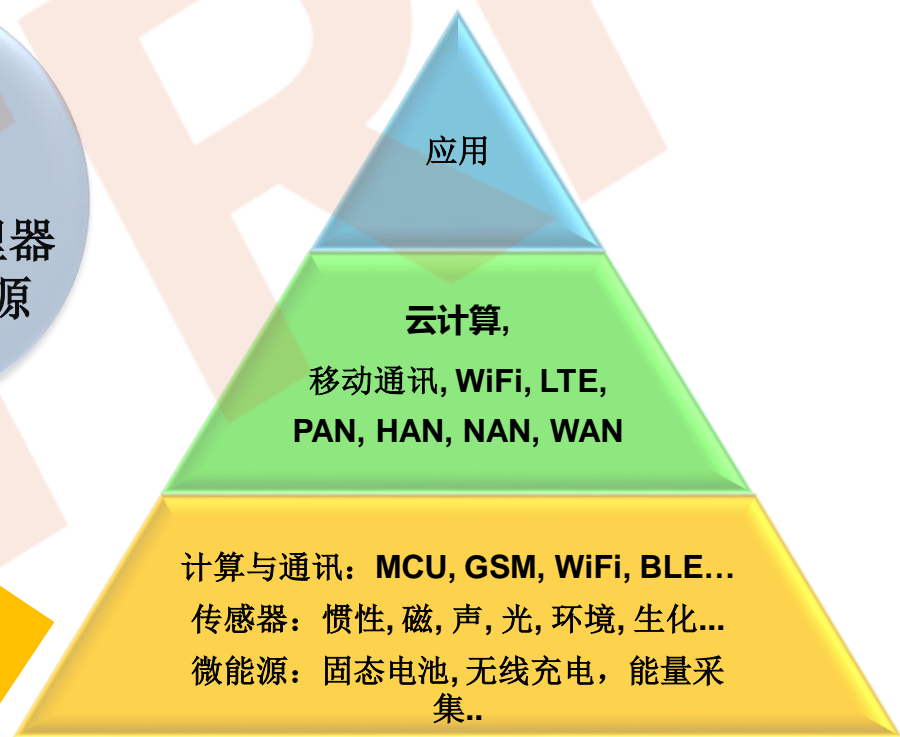 应用
理器
源
云计算,
移动通讯, WiFi, LTE,
PAN, HAN, NAN, WAN
计算与通讯：MCU, GSM, WiFi, BLE…
传感器：惯性, 磁, 声, 光, 环境, 生化...
微能源：固态电池, 无线充电，能量采
集..